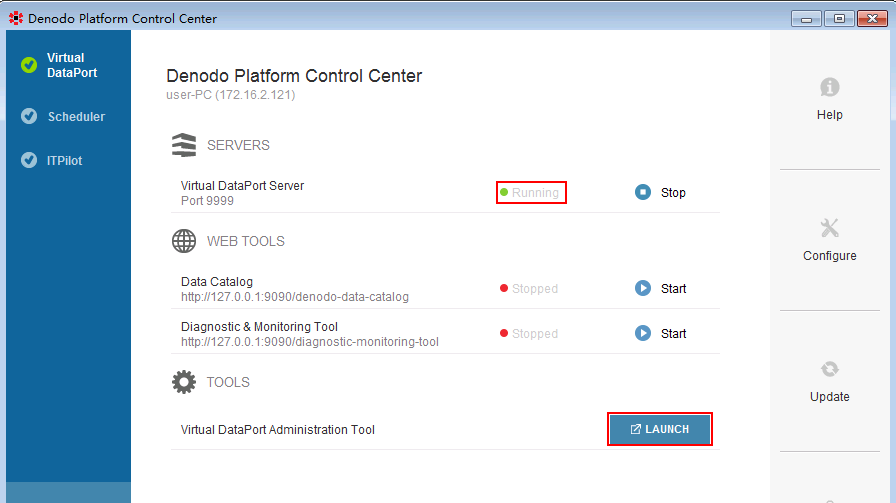 Denodo Platform Control Center
Virtual
DataPort
Scheduler
ITPilot
Denodo Platform Control Center
user-PC (172.16.2.121)
SERVERS
Virtual DataPort Server
Port 9999
Running
Stop
WEB TOOLS
Data Catalog
http://127.0.0.1:9090/denodo-data-catalog
Stopped
Start
Diagnostic & Monitoring Tool
http://127.0.0.1:9090/diagnostic-monitoring-tool
Stopped
Start
TOOLS
Virtual DataPort Administration Tool
LAUNCH
Help
Configure
Update